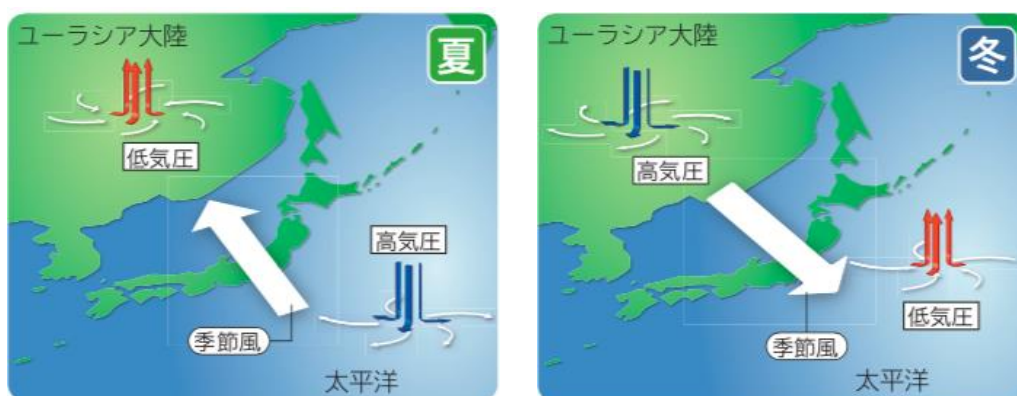 ユーラシア大陸
夏
低気圧
高気圧
季節風
太平洋
ユーラシア大陸
冬
高気圧
低気圧
季節風
太平洋